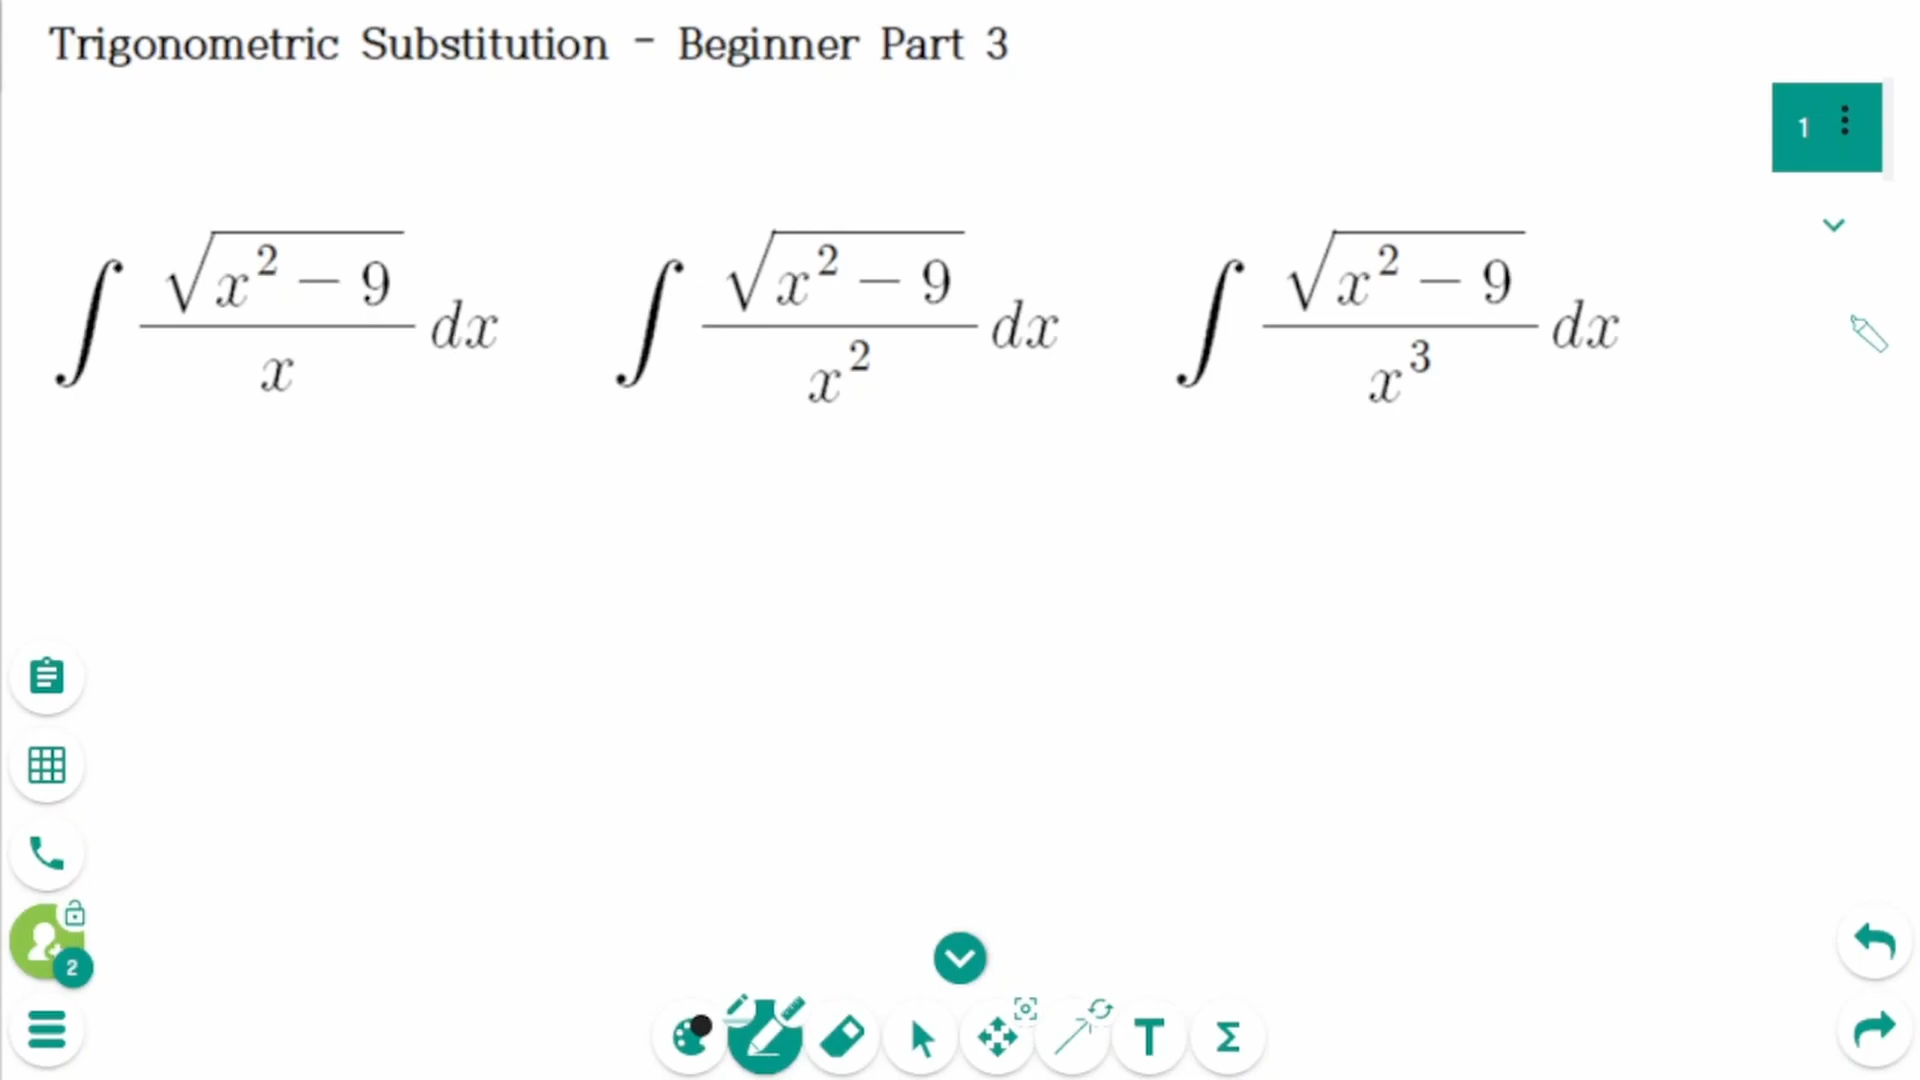 Trigonometric Substitution - Beginner Part 3
1
∫ √(x² − 9) / x dx ∫ √(x² − 9) / x² dx ∫ √(x² − 9) / x³ dx
2
T Σ